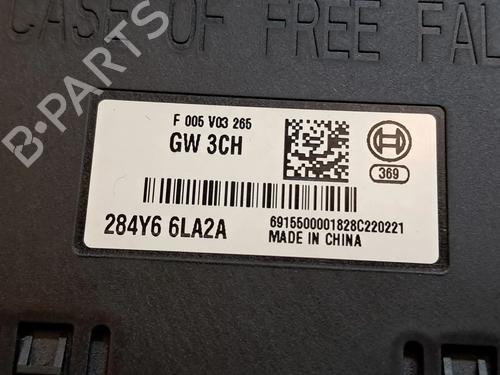 CASE OF FREE FAL
F 005 V03 265
GW 3CH
369
284Y6 6LA2A
6915500001828C220221
MADE IN CHINA
B-PARTS